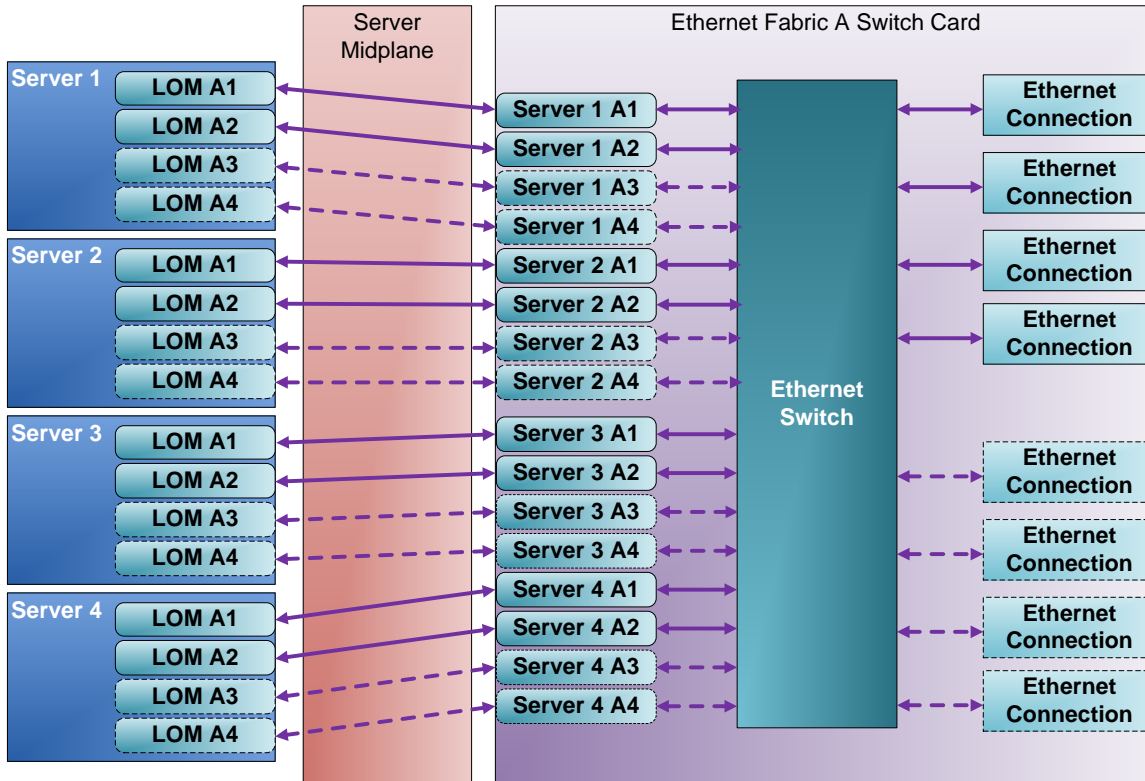 Server
Midplane
Ethernet Fabric A Switch Card
Server 1
LOM A1
LOM A2
LOM A3
LOM A4
Server 2
LOM A1
LOM A2
LOM A3
LOM A4
Server 3
LOM A1
LOM A2
LOM A3
LOM A4
Server 4
LOM A1
LOM A2
LOM A3
LOM A4
Server 1 A1
Server 1 A2
Server 1 A3
Server 1 A4
Server 2 A1
Server 2 A2
Server 2 A3
Server 2 A4
Server 3 A1
Server 3 A2
Server 3 A3
Server 3 A4
Server 4 A1
Server 4 A2
Server 4 A3
Server 4 A4
Ethernet
Switch
Ethernet
Connection
Ethernet
Connection
Ethernet
Connection
Ethernet
Connection
Ethernet
Connection
Ethernet
Connection
Ethernet
Connection
Ethernet
Connection